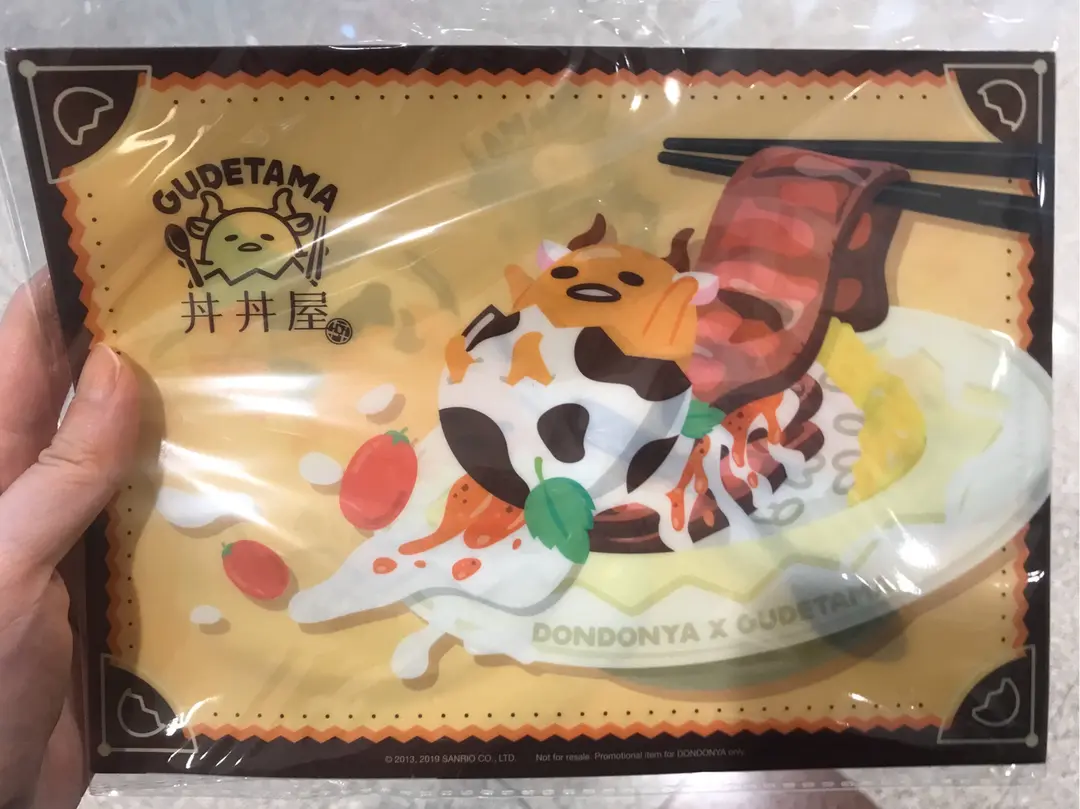 GUDETAMA
丼丼屋
DONDONYA X GUDETAMA
© 2013, 2019 SANRIO CO., LTD. Not for resale. Promotional item for DONDONYA only.